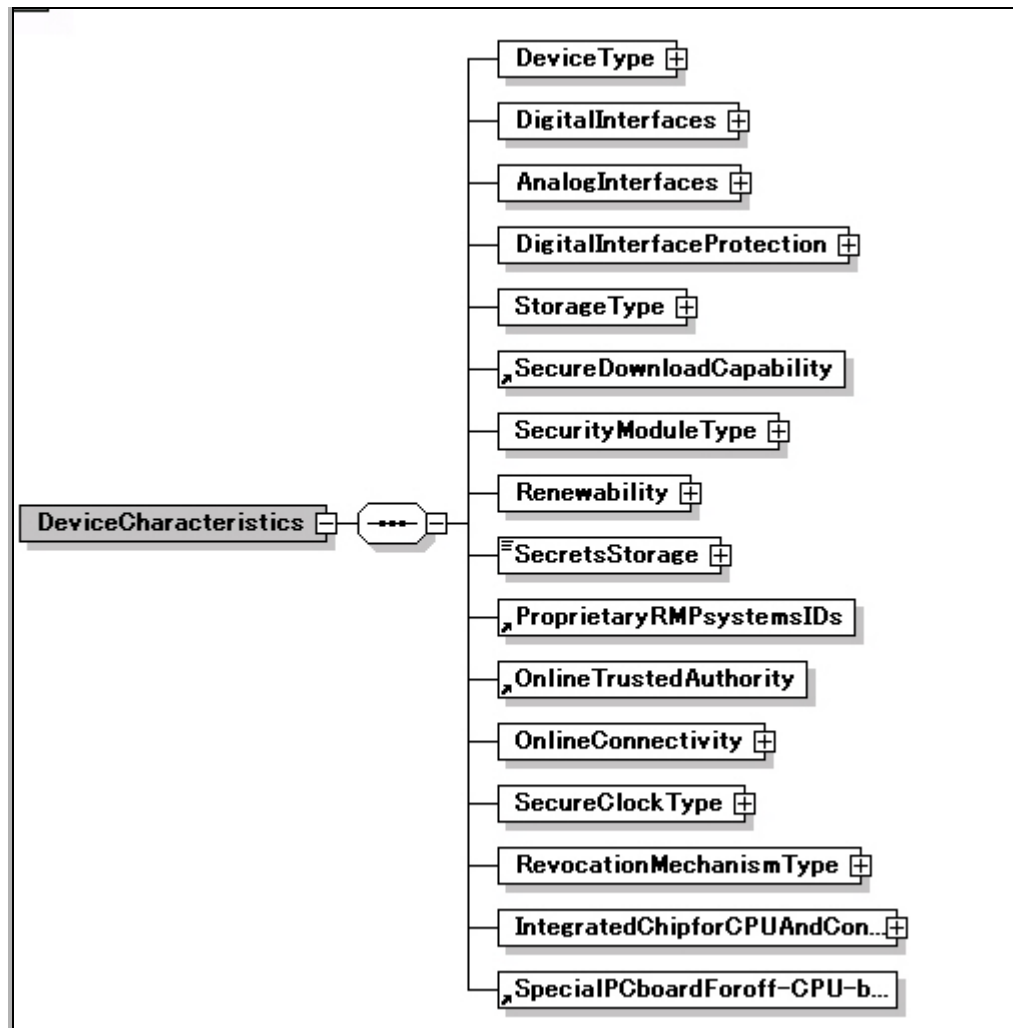 DeviceType
DigitalInterfaces
AnalogInterfaces
DigitalInterfaceProtection
StorageType
SecureDownloadCapability
SecurityModuleType
Renewability
DeviceCharacteristics
SecretsStorage
ProprietaryRMPsystemsIDs
OnlineTrustedAuthority
OnlineConnectivity
SecureClockType
RevocationMechanismType
IntegratedChipforCPUAndCon...
SpecialPCboardForoff-CPU-b...